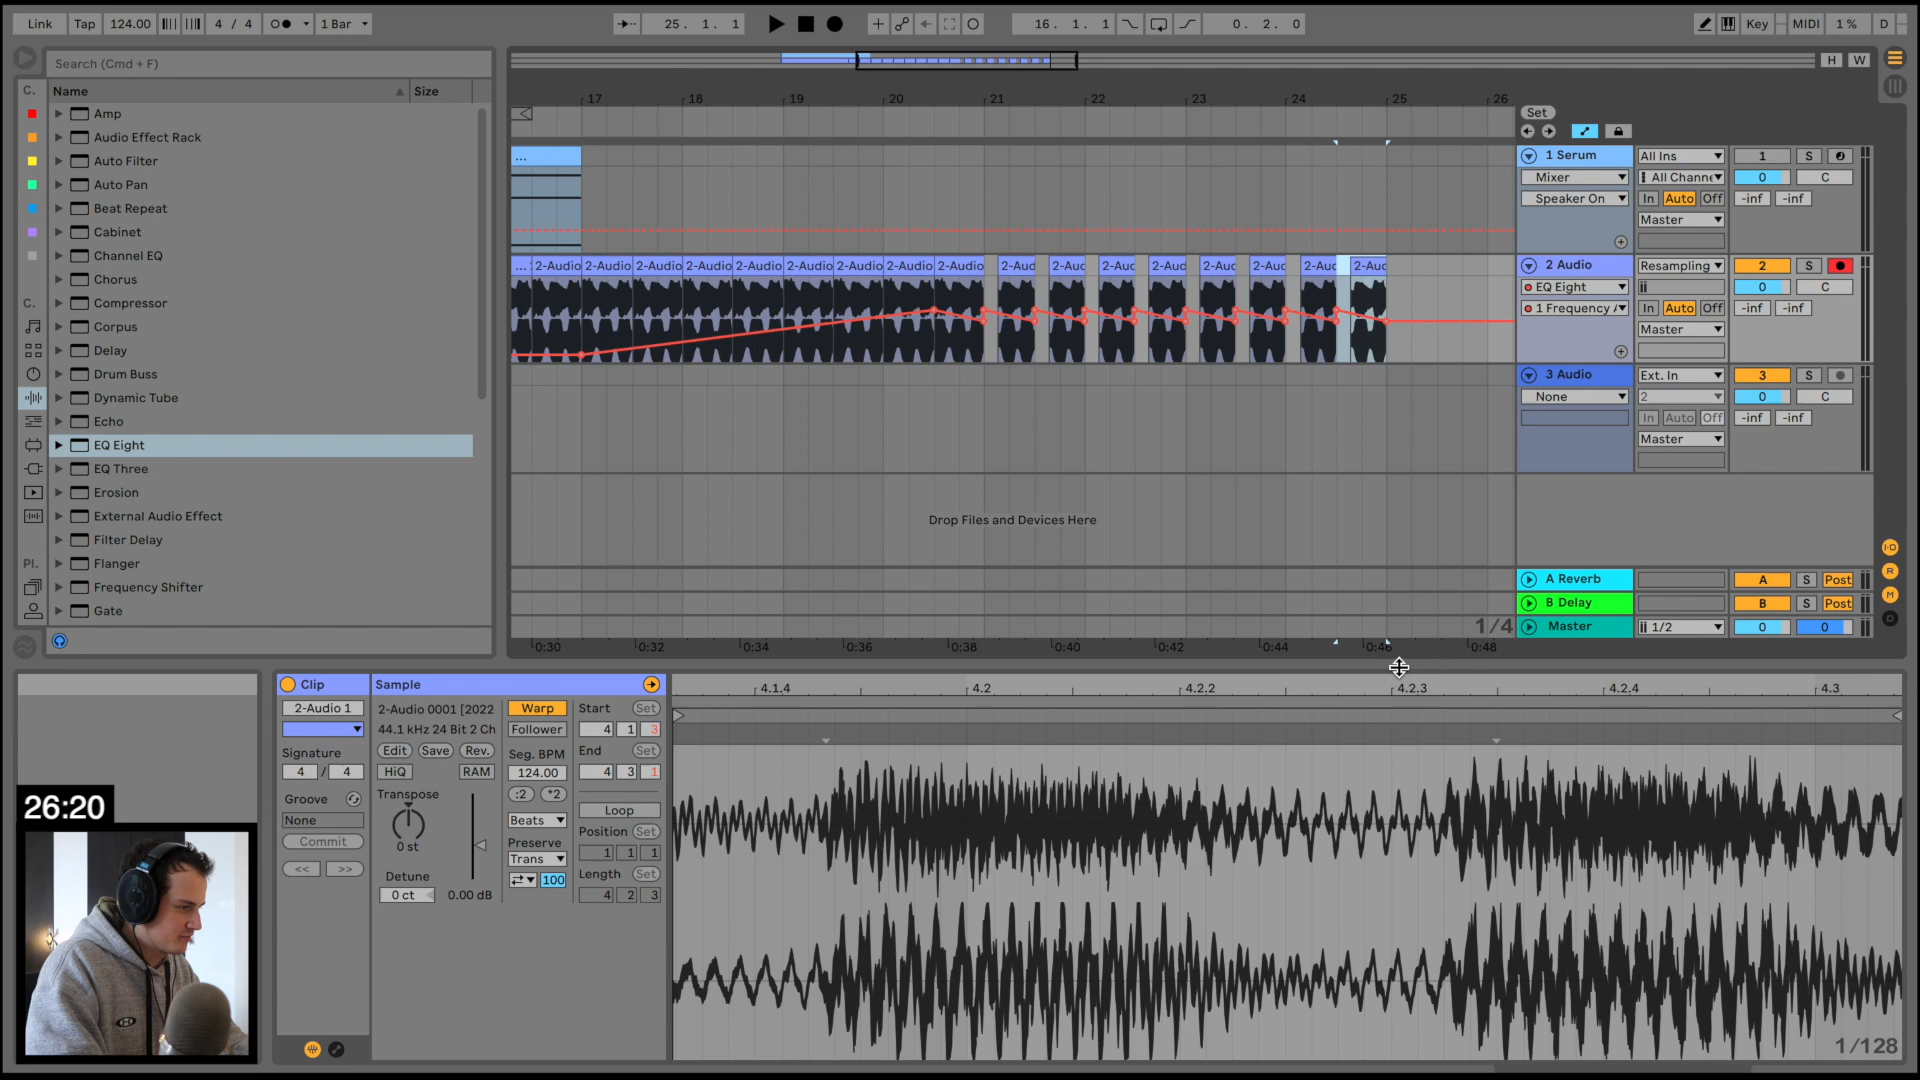 Link Tap 124.00 4 / 4 1 Bar 25. 1. 1 16. 1. 1 0. 2. 0 Key MIDI 1 % D
Search (Cmd + F)
H W
C. Name Size
17 18 19 20 21 22 23 24 25 26
Set
Amp
Audio Effect Rack
Auto Filter
Auto Pan
Beat Repeat
Cabinet
Channel EQ
Chorus
C. Compressor
Corpus
Delay
Drum Buss
Dynamic Tube
Echo
EQ Eight
EQ Three
Erosion
External Audio Effect
Filter Delay
Pl. Flanger
Frequency Shifter
Gate
...
1 Serum All Ins 1 S
Mixer All Channe 0 C
Speaker On In Auto Off -inf -inf
Master
... 2-Audio 2-Audio 2-Audio 2-Audio 2-Audio 2-Audio 2-Audio 2-Audio 2-Audio 2-Aud 2-Auc 2-Auc 2-Aud 2-Auc 2-Auc 2-Auc 2-Auc
2 Audio Resampling 2 S
EQ Eight ii 0 C
1 Frequency A In Auto Off -inf -inf
Master
3 Audio Ext. In 3 S
None 2 0 C
In Auto Off -inf -inf
Master
Drop Files and Devices Here
A Reverb A S Post
B Delay B S Post
1/4 Master ii 1/2 0 0
0:30 0:32 0:34 0:36 0:38 0:40 0:42 0:44 0:46 0:48
I·O
R
M
D
Clip Sample
2-Audio 1 2-Audio 0001 [2022 Warp Start Set
44.1 kHz 24 Bit 2 Ch Follower 4 1 3
Signature Edit Save Rev. Seg. BPM End Set
4 / 4 HiQ RAM 124.00 4 3 1
Groove Transpose :2 *2
None Beats Loop
Commit 0 st Preserve Position Set
Trans 1 1 1
<< >> Detune 100 Length Set
0 ct 0.00 dB 4 2 3
4.1.4 4.2 4.2.2 4.2.3 4.2.4 4.3
1/128
26:20